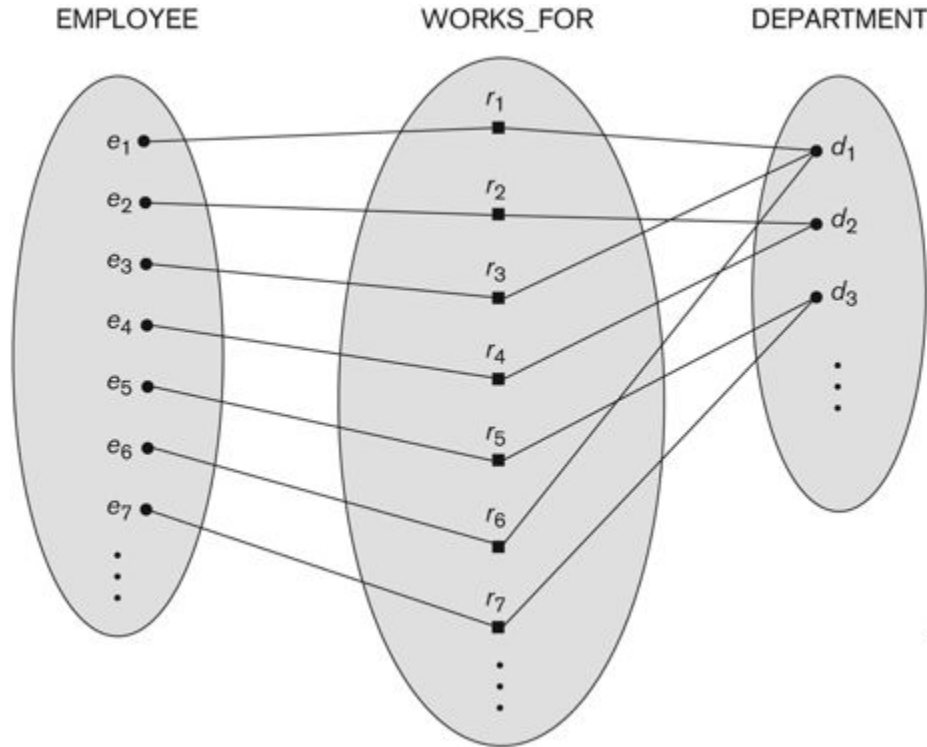 EMPLOYEE WORKS_FOR DEPARTMENT
e1 r1 d1
e2 r2 d2
e3 r3 d3
e4 r4
e5 r5
e6 r6
e7 r7